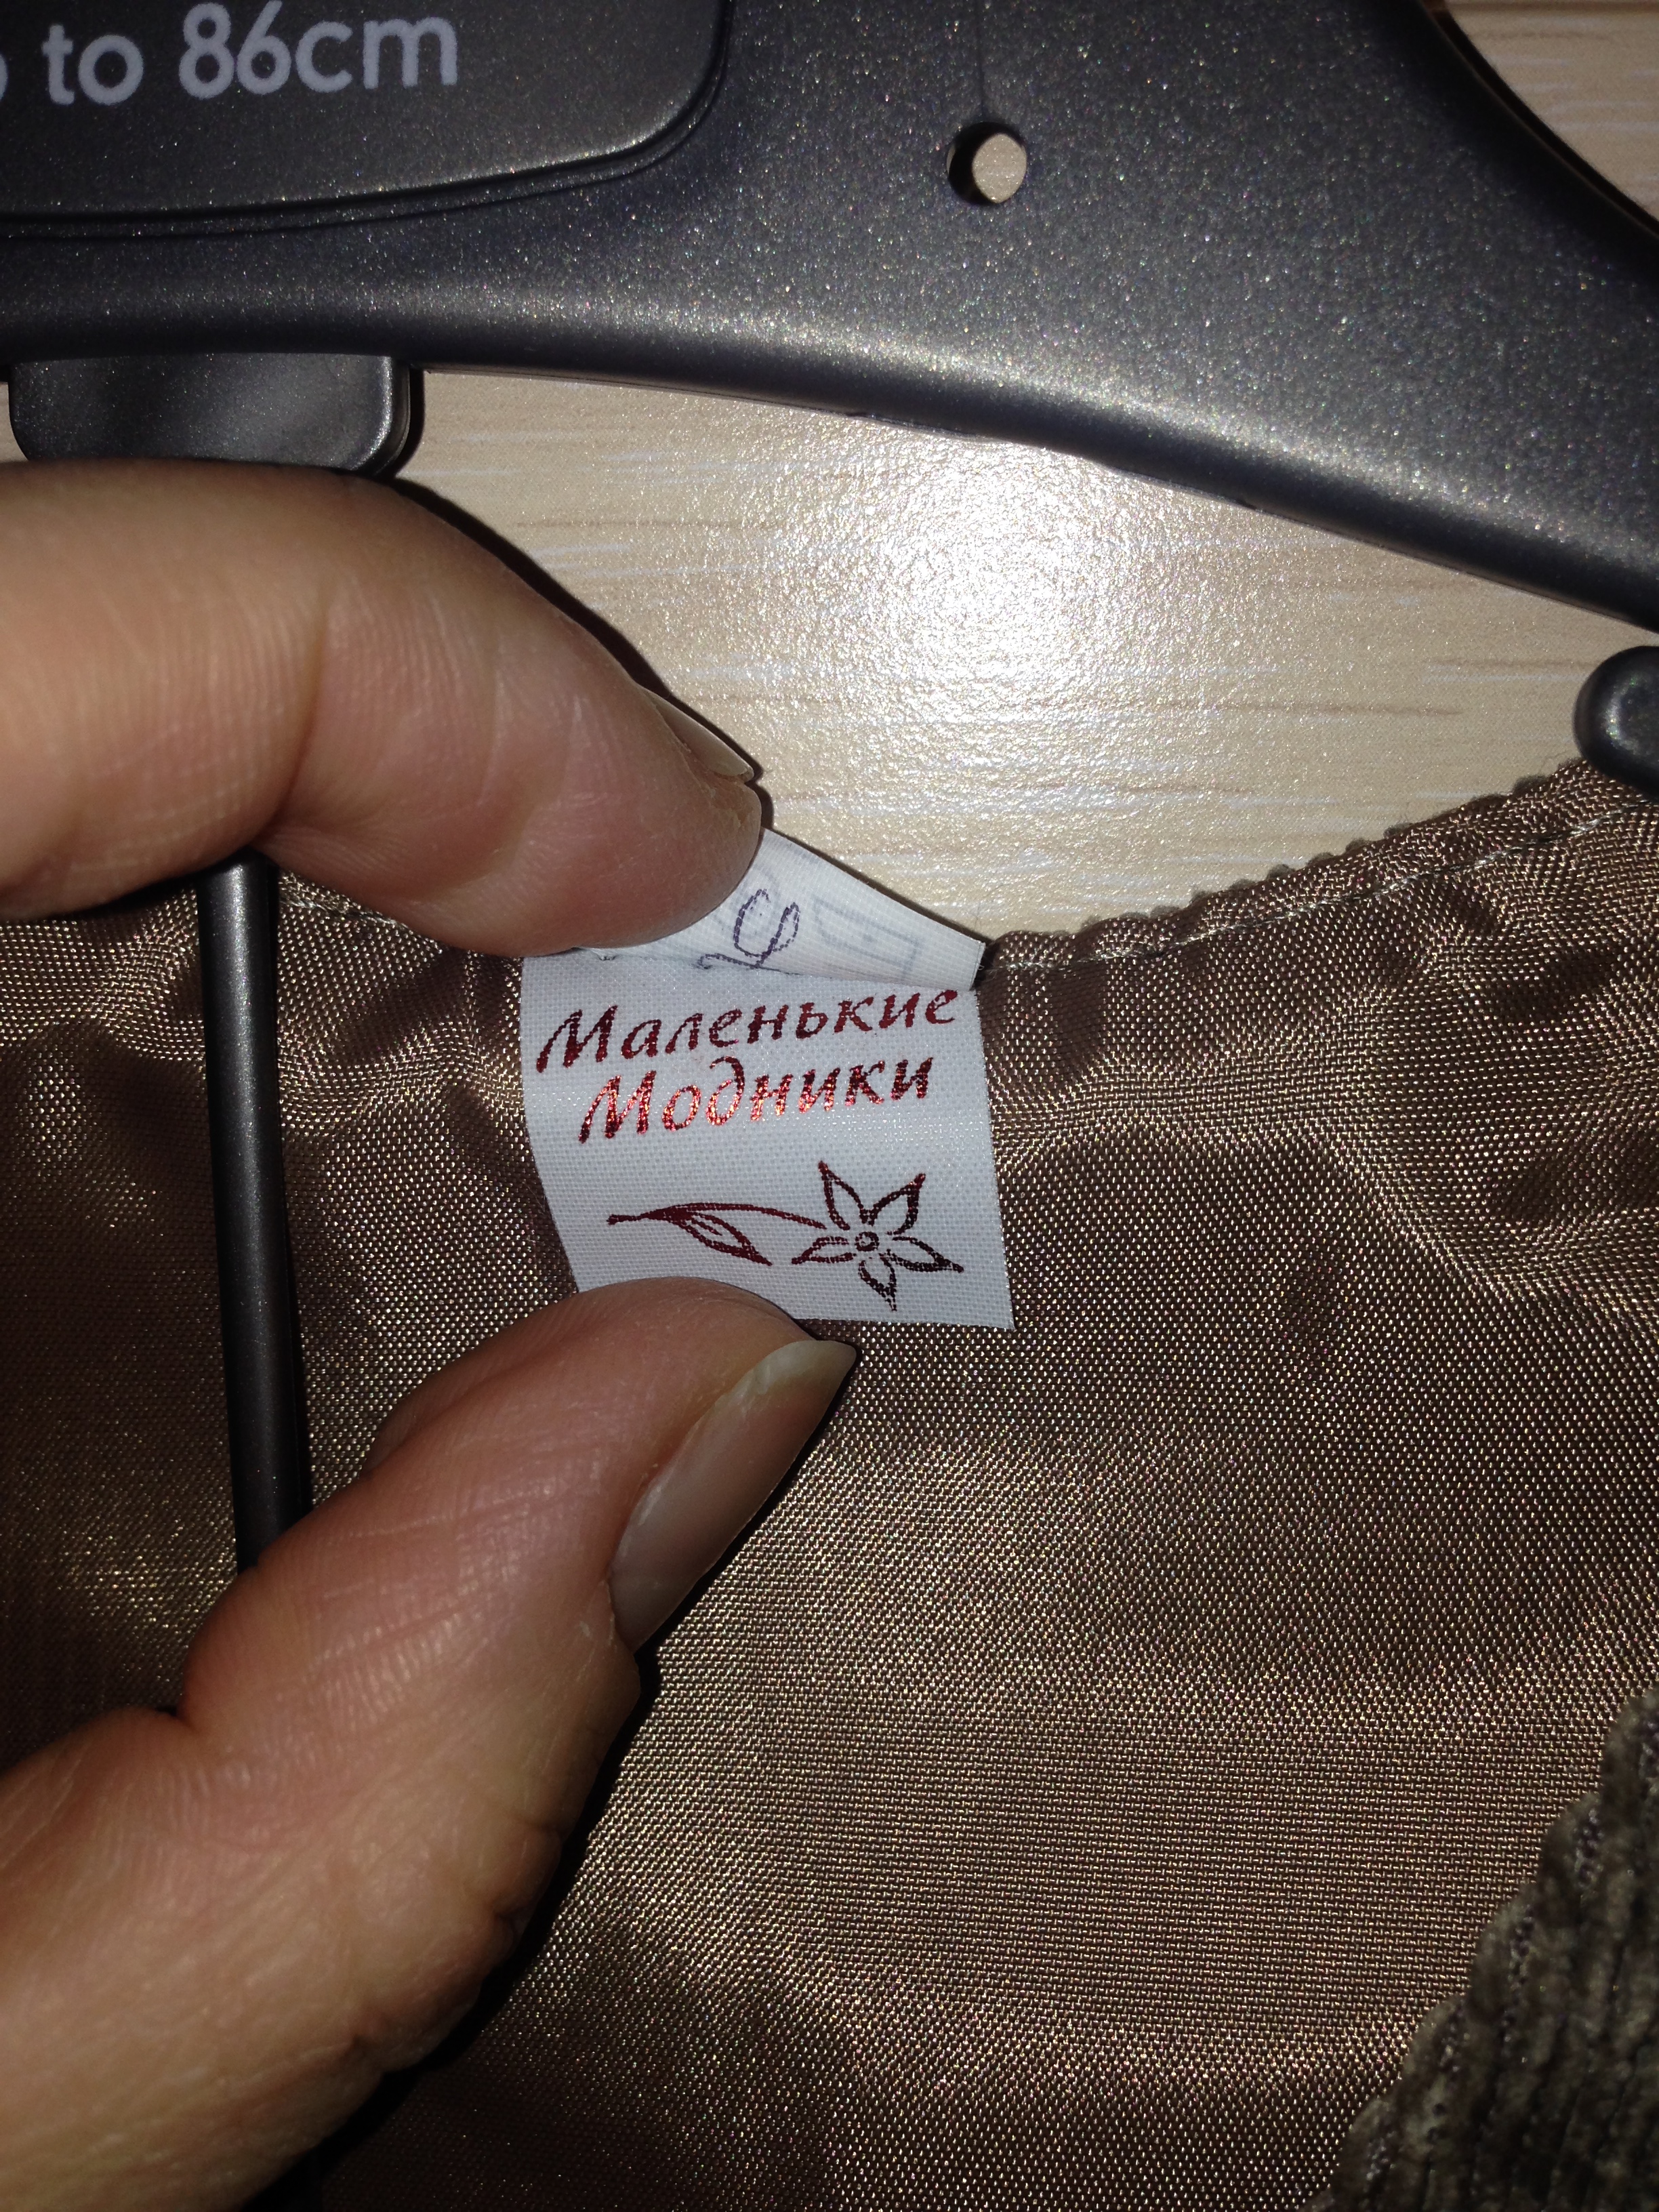 to 86cm
Маленькие
Модники